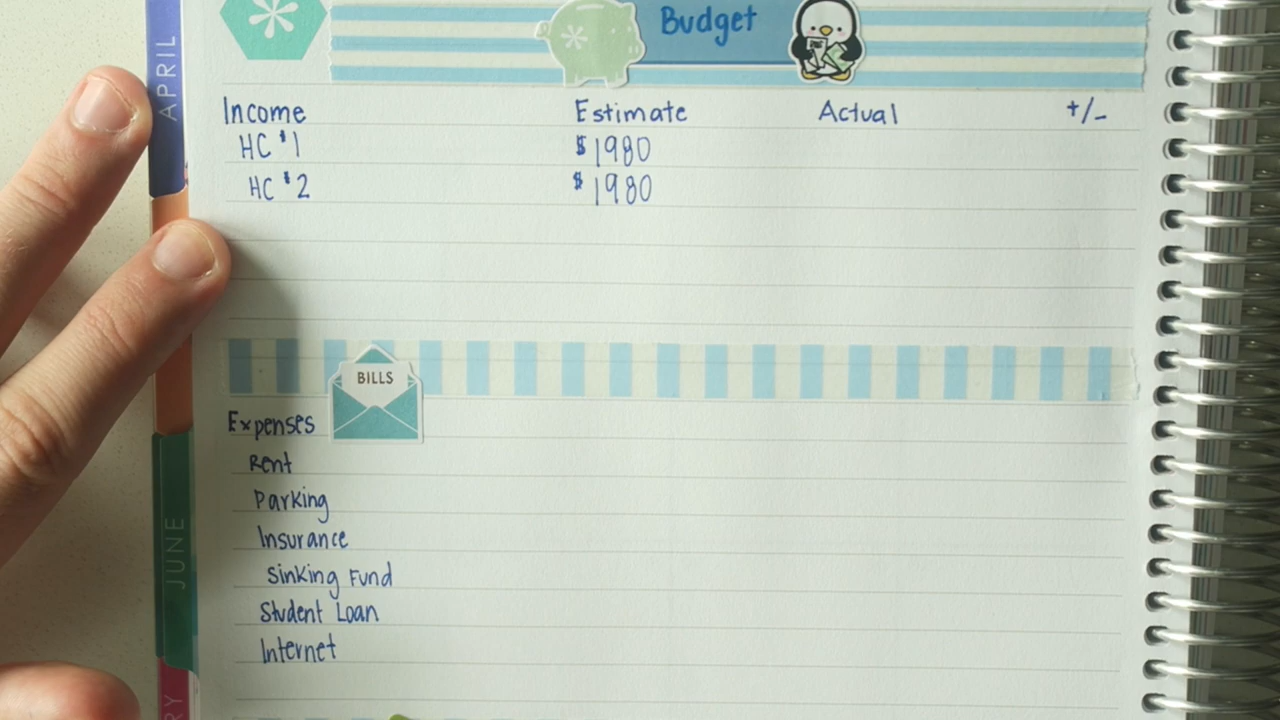 APRIL
Budget
Income Estimate Actual +/-
HC #1 $1980
HC #2 $1980
BILLS
Expenses
Rent
Parking
Insurance
Sinking Fund
Student Loan
Internet
JUNE
RY